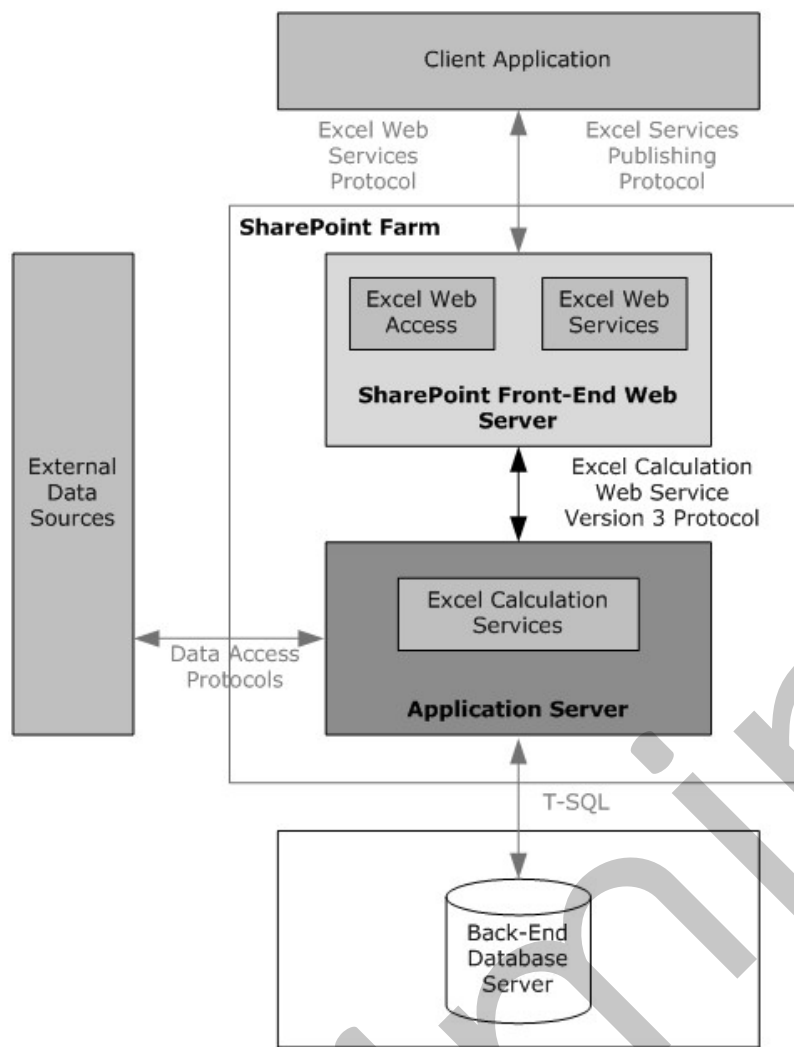 Client Application
Excel Web
Services
Protocol
Excel Services
Publishing
Protocol
SharePoint Farm
Excel Web
Access
Excel Web
Services
SharePoint Front-End Web
Server
External
Data
Sources
Excel Calculation
Web Service
Version 3 Protocol
Excel Calculation
Services
Data Access
Protocols
Application Server
T-SQL
Back-End
Database
Server